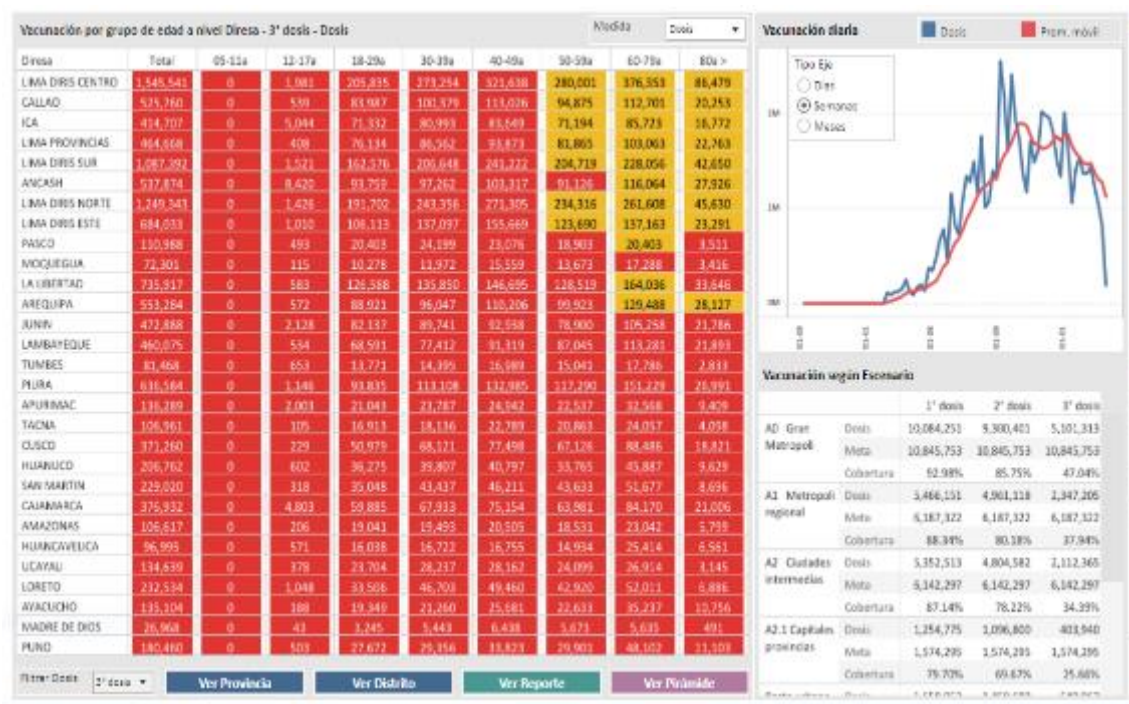 Vacunación por grupo de edad a nivel Diresa - 3° dosis - Dosis
Medida Dosis
Diresa Total 05-11a 12-17a 18-29a 30-39a 40-49a 50-59a 60-79a 80a >
LIMA DIRIS CENTRO 1,545,541 0 1,981 205,835 273,254 321,638 280,001 376,353 86,479
CALLAO 525,760 0 539 83,987 100,379 113,026 94,875 112,701 20,253
ICA 414,707 0 5,044 71,332 80,993 83,649 71,194 85,723 16,772
LIMA PROVINCIAS 464,668 0 408 76,134 86,562 93,873 81,865 103,063 22,763
LIMA DIRIS SUR 1,087,392 0 1,521 162,576 206,648 241,222 204,719 228,056 42,650
ANCASH 537,874 0 8,420 93,759 97,262 103,317 91,126 116,064 27,926
LIMA DIRIS NORTE 1,249,343 0 1,426 191,702 243,356 271,305 234,316 261,608 45,630
LIMA DIRIS ESTE 684,033 0 1,010 106,113 137,097 155,669 123,690 137,163 23,291
PASCO 110,988 0 493 20,403 24,199 23,076 18,903 20,403 3,511
MOQUEGUA 72,301 0 115 10,278 11,972 15,559 13,673 17,288 3,416
LA LIBERTAD 735,917 0 583 126,588 135,850 146,695 128,519 164,036 33,646
AREQUIPA 553,284 0 572 88,921 96,047 110,206 99,923 129,488 28,127
JUNIN 472,888 0 2,128 82,137 89,741 92,938 78,900 105,258 21,786
LAMBAYEQUE 460,075 0 534 68,591 77,412 91,319 87,045 113,281 21,893
TUMBES 81,468 0 653 13,771 14,395 16,989 15,041 17,786 2,833
PIURA 636,584 0 1,146 93,835 113,108 132,985 117,290 151,229 26,991
APURIMAC 136,289 0 2,003 21,043 23,787 24,942 22,537 32,568 9,409
TACNA 106,961 0 105 16,913 18,136 22,789 20,863 24,057 4,098
CUSCO 371,260 0 229 50,979 68,121 77,498 67,126 88,486 18,821
HUANUCO 206,762 0 602 36,275 39,807 40,797 33,765 45,887 9,629
SAN MARTIN 229,020 0 318 35,048 43,437 46,211 43,633 51,677 8,696
CAJAMARCA 376,932 0 4,803 59,885 67,933 75,154 63,981 84,170 21,006
AMAZONAS 106,617 0 206 19,041 19,493 20,505 18,531 23,042 5,799
HUANCAVELICA 96,995 0 571 16,038 16,722 16,755 14,934 25,414 6,561
UCAYALI 134,639 0 378 23,704 28,237 28,162 24,099 26,914 3,145
LORETO 232,534 0 1,048 33,506 46,703 49,460 42,920 52,011 6,886
AYACUCHO 135,104 0 188 19,349 21,260 25,681 22,633 35,237 10,756
MADRE DE DIOS 26,968 0 43 3,245 5,443 6,438 5,673 5,635 491
PUNO 180,460 0 503 27,672 29,356 33,823 29,901 48,102 11,103
Filtrar Dosis 3° dosis Ver Provincia Ver Distrito Ver Reporte Ver Pirámide
Vacunación diaria Dosis Prom. móvil
Tipo Eje
Días
Semanas
Meses
1M
0M
Vacunación según Escenario
1° dosis 2° dosis 3° dosis
A0 Gran Metropoli Dosis 10,084,251 9,300,401 5,101,313
Meta 10,845,753 10,845,753 10,845,753
Cobertura 92.98% 85.75% 47.04%
A1 Metropoli regional Dosis 5,466,151 4,961,118 2,347,205
Meta 6,187,322 6,187,322 6,187,322
Cobertura 88.34% 80.18% 37.94%
A2 Ciutades intermedias Dosis 5,352,513 4,804,582 2,112,365
Meta 6,142,297 6,142,297 6,142,297
Cobertura 87.14% 78.22% 34.39%
A2.1 Capitales provincias Dosis 1,254,775 1,096,800 403,940
Meta 1,574,295 1,574,295 1,574,295
Cobertura 79.70% 69.67% 25.66%